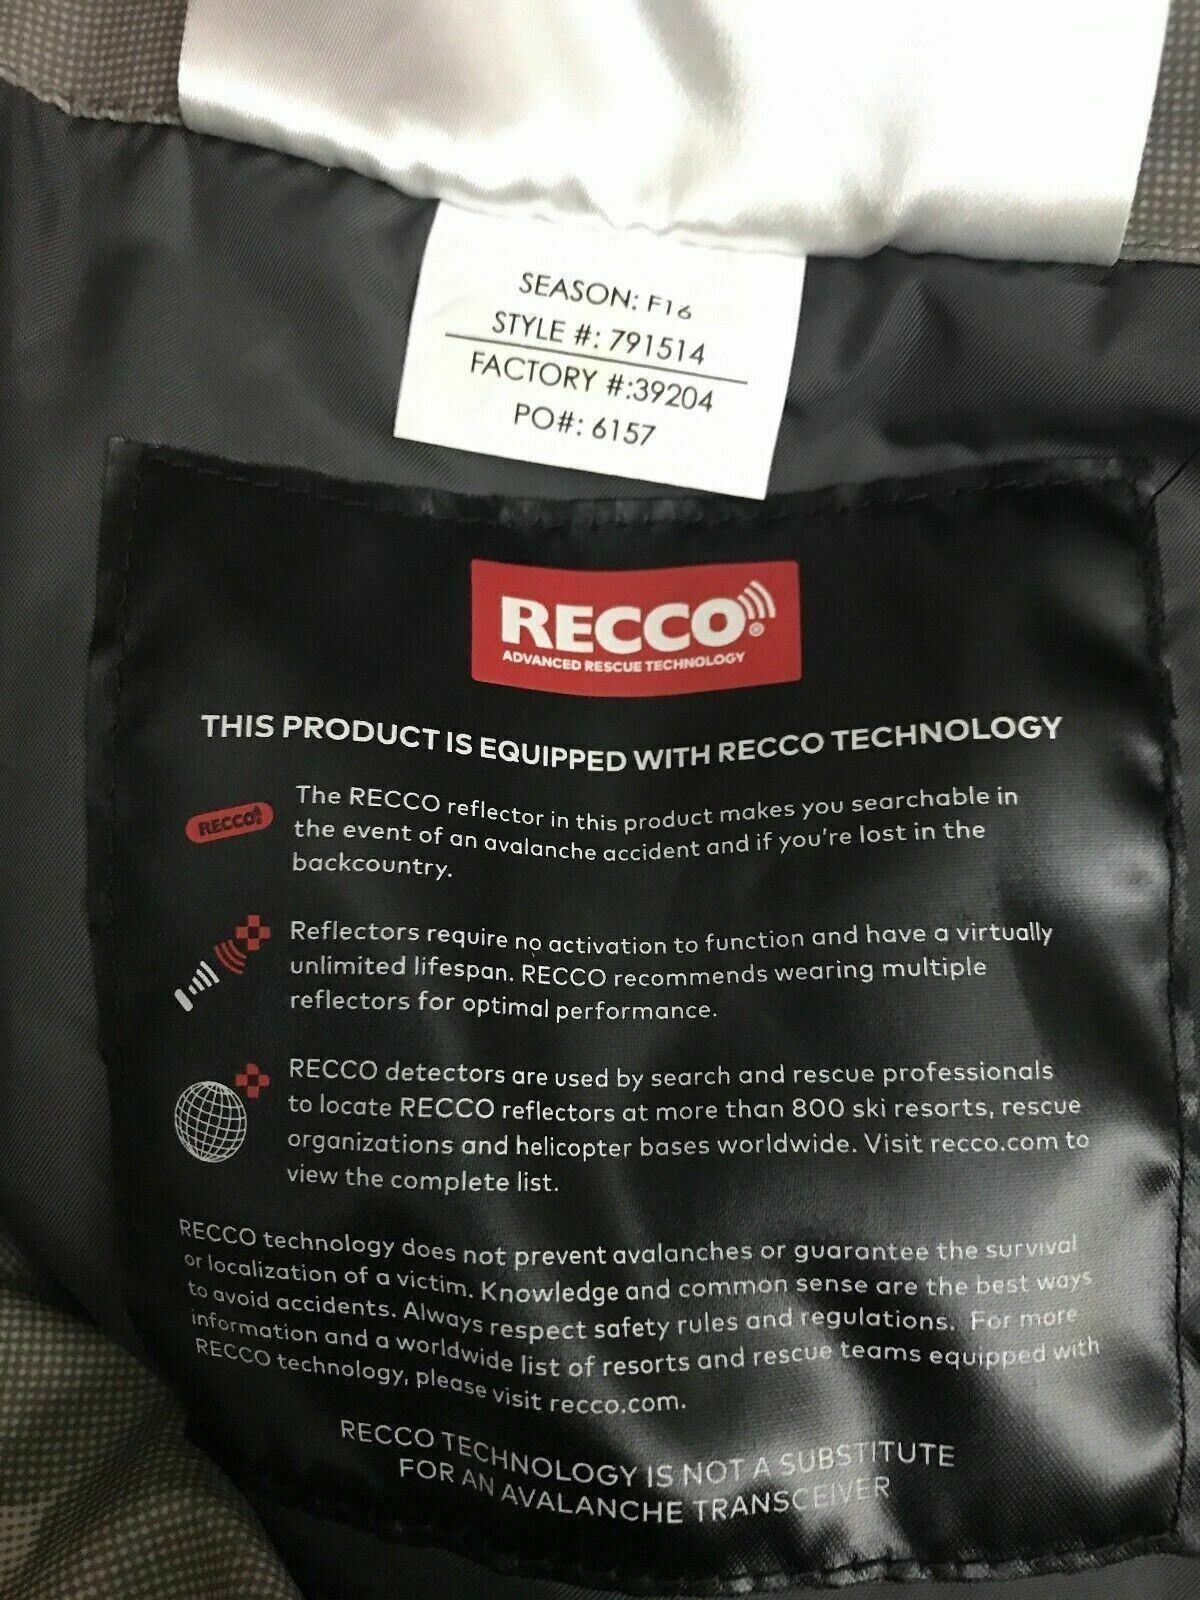 SEASON: F16
STYLE #: 791514
FACTORY #:39204
PO#: 6157
RECCO®
ADVANCED RESCUE TECHNOLOGY
THIS PRODUCT IS EQUIPPED WITH RECCO TECHNOLOGY
RECCO
The RECCO reflector in this product makes you searchable in
the event of an avalanche accident and if you're lost in the
backcountry.
Reflectors require no activation to function and have a virtually
unlimited lifespan. RECCO recommends wearing multiple
reflectors for optimal performance.
RECCO detectors are used by search and rescue professionals
to locate RECCO reflectors at more than 800 ski resorts, rescue
organizations and helicopter bases worldwide. Visit recco.com to
view the complete list.
RECCO technology does not prevent avalanches or guarantee the survival
or localization of a victim. Knowledge and common sense are the best ways
to avoid accidents. Always respect safety rules and regulations. For more
information and a worldwide list of resorts and rescue teams equipped with
RECCO technology, please visit recco.com.
RECCO TECHNOLOGY IS NOT A SUBSTITUTE
FOR AN AVALANCHE TRANSCEIVER